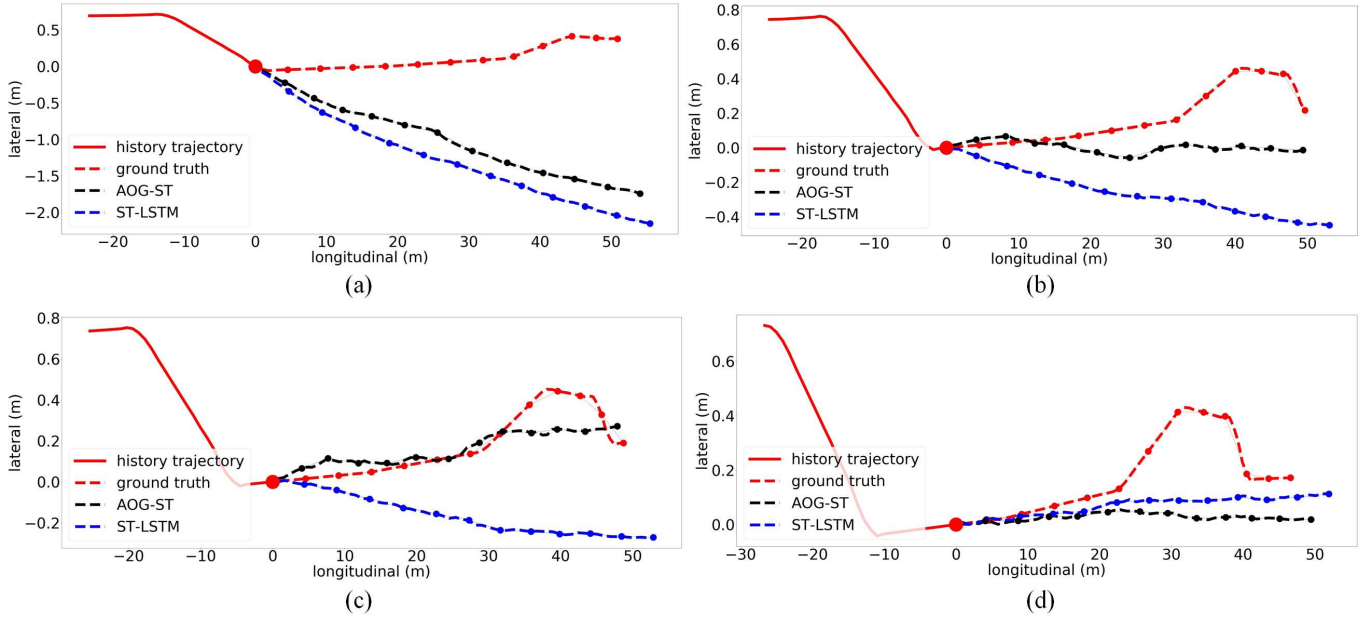 0.5
0.0
−0.5
−1.0
−1.5
−2.0
lateral (m)
history trajectory
ground truth
AOG-ST
ST-LSTM
−20 −10 0 10 20 30 40 50
longitudinal (m)
(a)
0.8
0.6
0.4
0.2
0.0
−0.2
−0.4
lateral (m)
history trajectory
ground truth
AOG-ST
ST-LSTM
−20 −10 0 10 20 30 40 50
longitudinal (m)
(b)
0.8
0.6
0.4
0.2
0.0
−0.2
lateral (m)
history trajectory
ground truth
AOG-ST
ST-LSTM
−20 −10 0 10 20 30 40 50
longitudinal (m)
(c)
0.6
0.4
0.2
0.0
lateral (m)
history trajectory
ground truth
AOG-ST
ST-LSTM
−30 −20 −10 0 10 20 30 40 50
longitudinal (m)
(d)